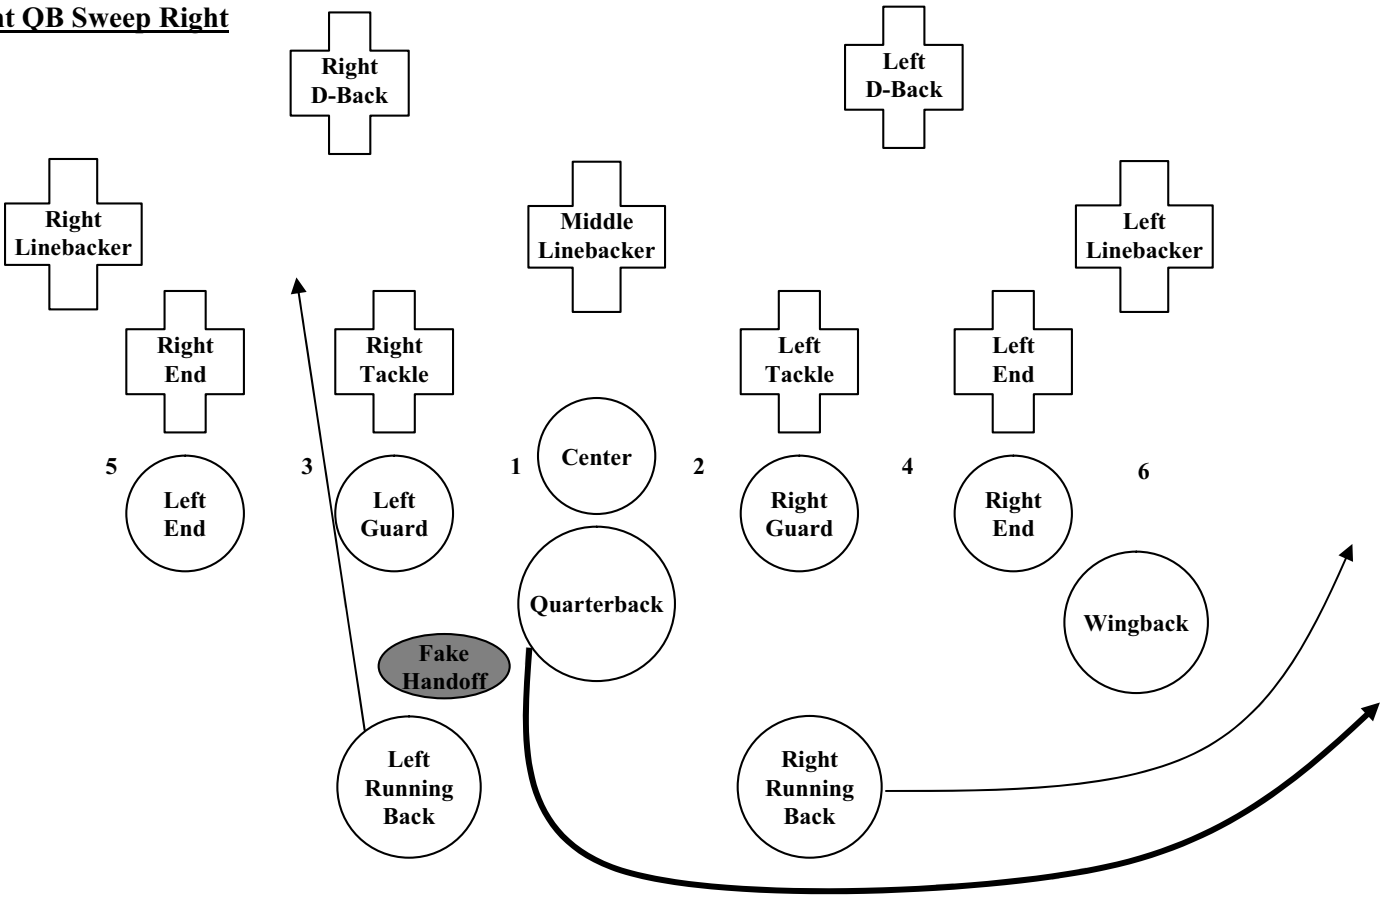 QB Sweep Right
Right
D-Back
Left
D-Back
Right
Linebacker
Middle
Linebacker
Left
Linebacker
Right
End
Right
Tackle
Left
Tackle
Left
End
5
Left
End
3
Left
Guard
1
Center
2
Right
Guard
4
Right
End
6
Quarterback
Wingback
Fake
Handoff
Left
Running
Back
Right
Running
Back